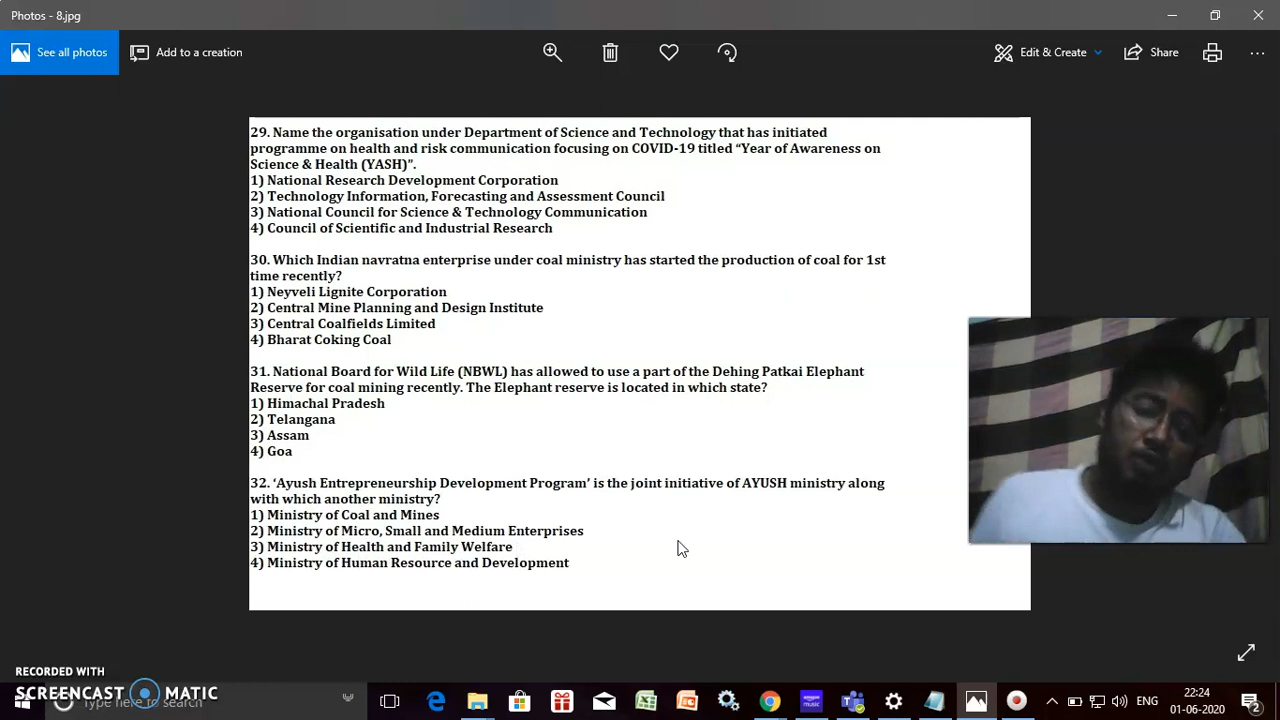 Photos - 8.jpg
See all photos
Add to a creation
Edit & Create
Share
29. Name the organisation under Department of Science and Technology that has initiated
programme on health and risk communication focusing on COVID-19 titled “Year of Awareness on
Science & Health (YASH)”.
1) National Research Development Corporation
2) Technology Information, Forecasting and Assessment Council
3) National Council for Science & Technology Communication
4) Council of Scientific and Industrial Research
30. Which Indian navratna enterprise under coal ministry has started the production of coal for 1st
time recently?
1) Neyveli Lignite Corporation
2) Central Mine Planning and Design Institute
3) Central Coalfields Limited
4) Bharat Coking Coal
31. National Board for Wild Life (NBWL) has allowed to use a part of the Dehing Patkai Elephant
Reserve for coal mining recently. The Elephant reserve is located in which state?
1) Himachal Pradesh
2) Telangana
3) Assam
4) Goa
32. ‘Ayush Entrepreneurship Development Program’ is the joint initiative of AYUSH ministry along
with which another ministry?
1) Ministry of Coal and Mines
2) Ministry of Micro, Small and Medium Enterprises
3) Ministry of Health and Family Welfare
4) Ministry of Human Resource and Development
RECORDED WITH
SCREENCAST MATIC
Type here to search
amazon music
ENG
22:24
01-06-2020
2